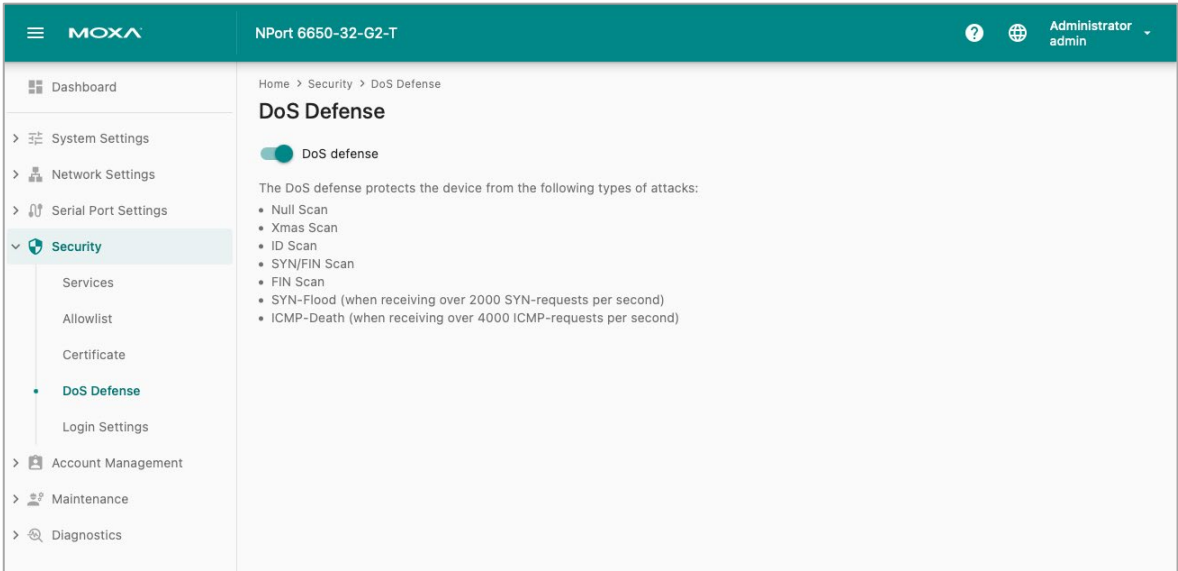 MOXA
NPort 6650-32-G2-T
Administrator
admin
Dashboard
System Settings
Network Settings
Serial Port Settings
Security
Services
Allowlist
Certificate
DoS Defense
Login Settings
Account Management
Maintenance
Diagnostics
Home > Security > DoS Defense
DoS Defense
DoS defense
The DoS defense protects the device from the following types of attacks:
• Null Scan
• Xmas Scan
• ID Scan
• SYN/FIN Scan
• FIN Scan
• SYN-Flood (when receiving over 2000 SYN-requests per second)
• ICMP-Death (when receiving over 4000 ICMP-requests per second)